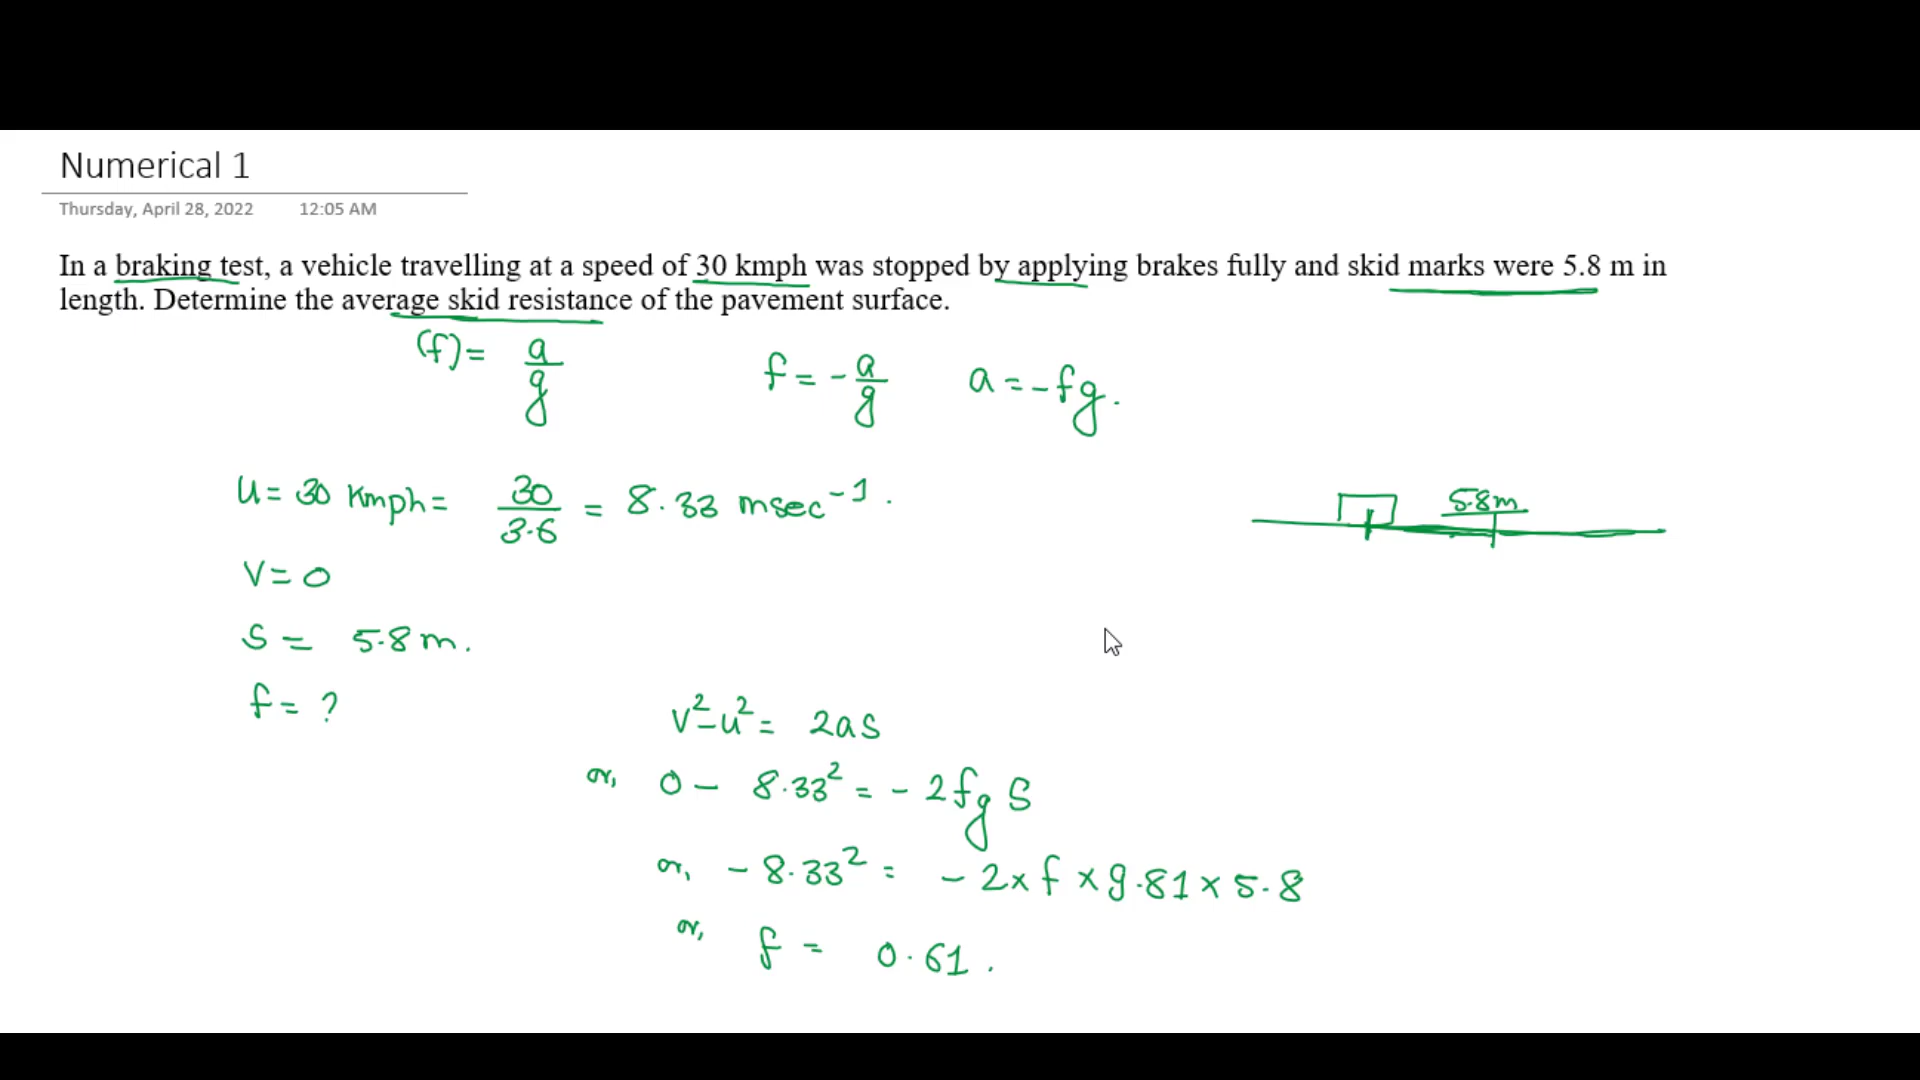 Numerical 1
Thursday, April 28, 2022 12:05 AM
In a braking test, a vehicle travelling at a speed of 30 kmph was stopped by applying brakes fully and skid marks were 5.8 m in
length. Determine the average skid resistance of the pavement surface.
(f) = a/g f = -a/g a = -fg.
u = 30 Kmph = 30/3.6 = 8.33 msec⁻¹.
5.8m
v = 0
s = 5.8 m.
f = ?
v² - u² = 2as
or, 0 - 8.33² = - 2fgS
or, - 8.33² = - 2 x f x 9.81 x 5.8
or, f = 0.61.